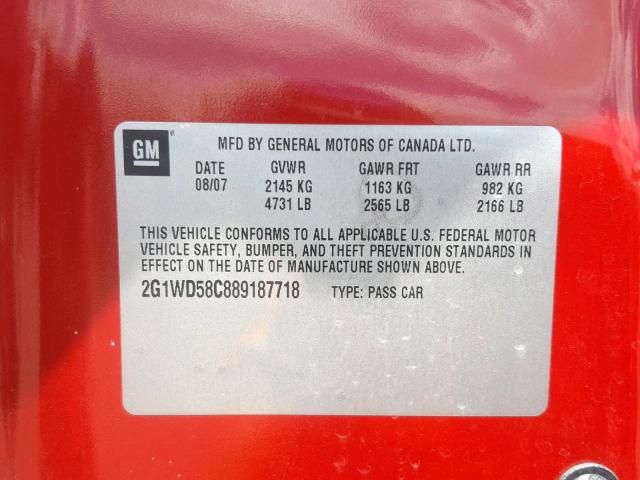 GM
MFD BY GENERAL MOTORS OF CANADA LTD.
DATE GVWR GAWR FRT GAWR RR
08/07 2145 KG 1163 KG 982 KG
4731 LB 2565 LB 2166 LB
THIS VEHICLE CONFORMS TO ALL APPLICABLE U.S. FEDERAL MOTOR
VEHICLE SAFETY, BUMPER, AND THEFT PREVENTION STANDARDS IN
EFFECT ON THE DATE OF MANUFACTURE SHOWN ABOVE.
2G1WD58C889187718 TYPE: PASS CAR